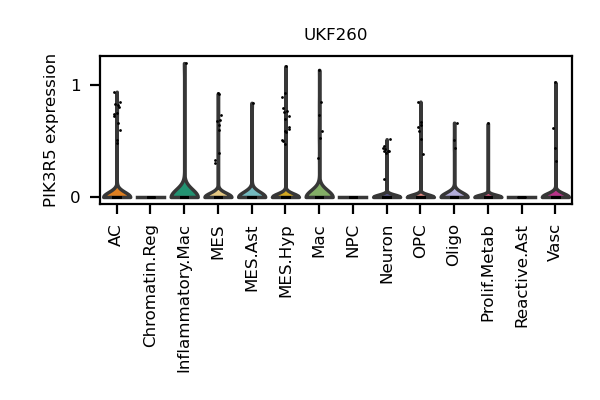 UKF260
PIK3R5 expression
1
0
AC
Chromatin.Reg
Inflammatory.Mac
MES
MES.Ast
MES.Hyp
Mac
NPC
Neuron
OPC
Oligo
Prolif.Metab
Reactive.Ast
Vasc